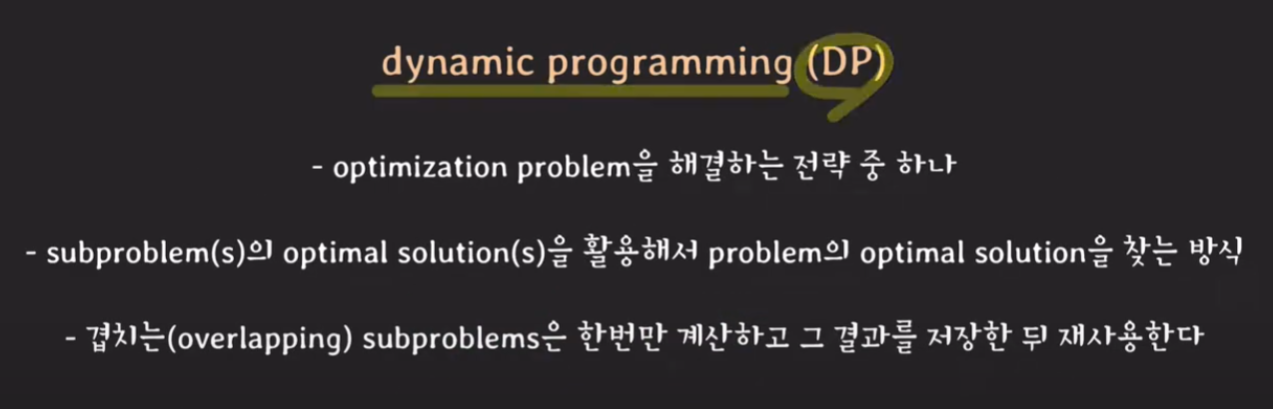 dynamic programming (DP)
- optimization problem을 해결하는 전략 중 하나
- subproblem(s)의 optimal solution(s)을 활용해서 problem의 optimal solution을 찾는 방식
- 겹치는(overlapping) subproblems은 한번만 계산하고 그 결과를 저장한 뒤 재사용한다